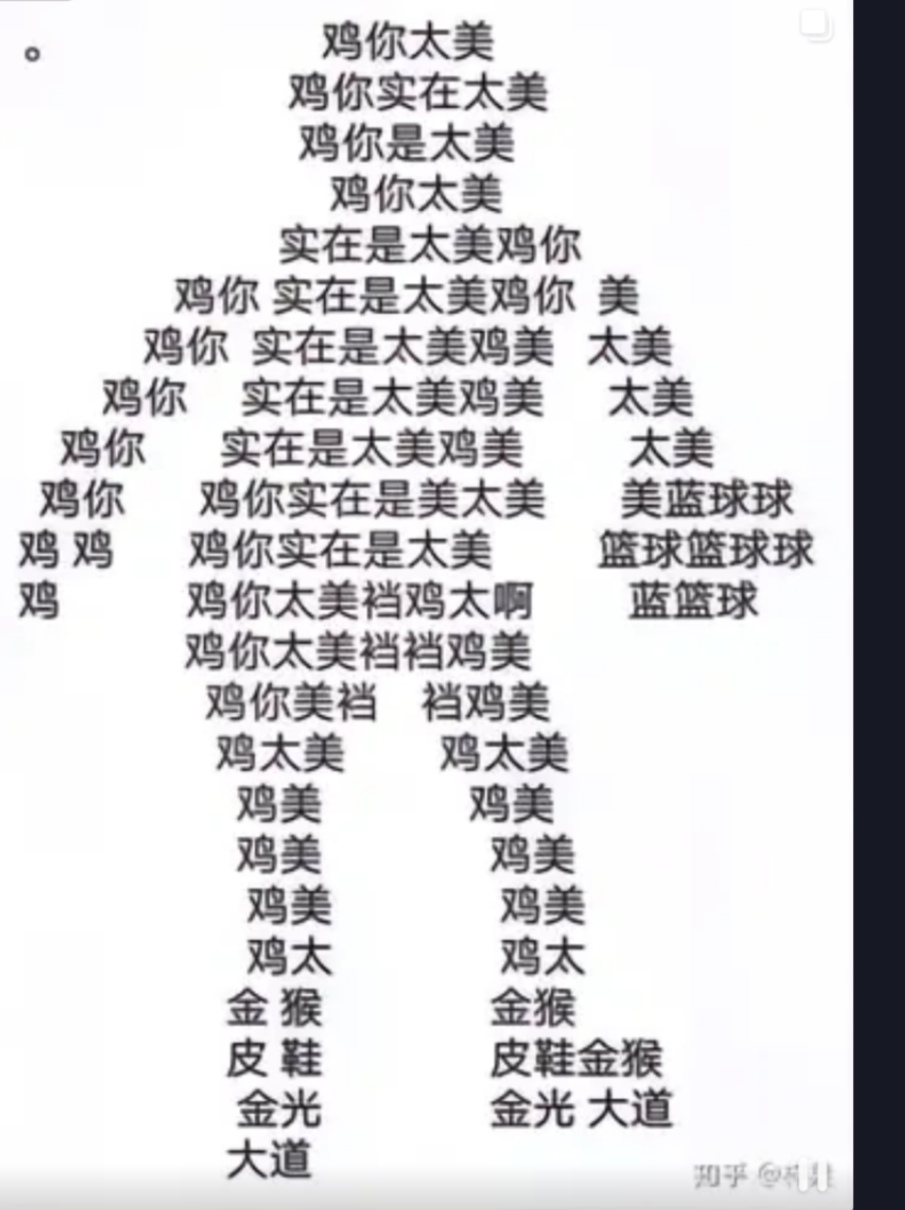 。 鸡你太美
鸡你实在太美
鸡你是太美
鸡你太美
实在是太美鸡你
鸡你 实在是太美鸡你 美
鸡你 实在是太美鸡美 太美
鸡你 实在是太美鸡美 太美
鸡你 实在是太美鸡美 太美
鸡你 鸡你实在是美太美 美蓝球球
鸡 鸡 鸡你实在是太美 篮球篮球球
鸡 鸡你太美裆鸡太啊 蓝篮球
鸡你太美裆裆鸡美
鸡你美裆 裆鸡美
鸡太美 鸡太美
鸡美 鸡美
鸡美 鸡美
鸡美 鸡美
鸡太 鸡太
金 猴 金猴
皮 鞋 皮鞋金猴
金光 金光 大道
大道
知乎